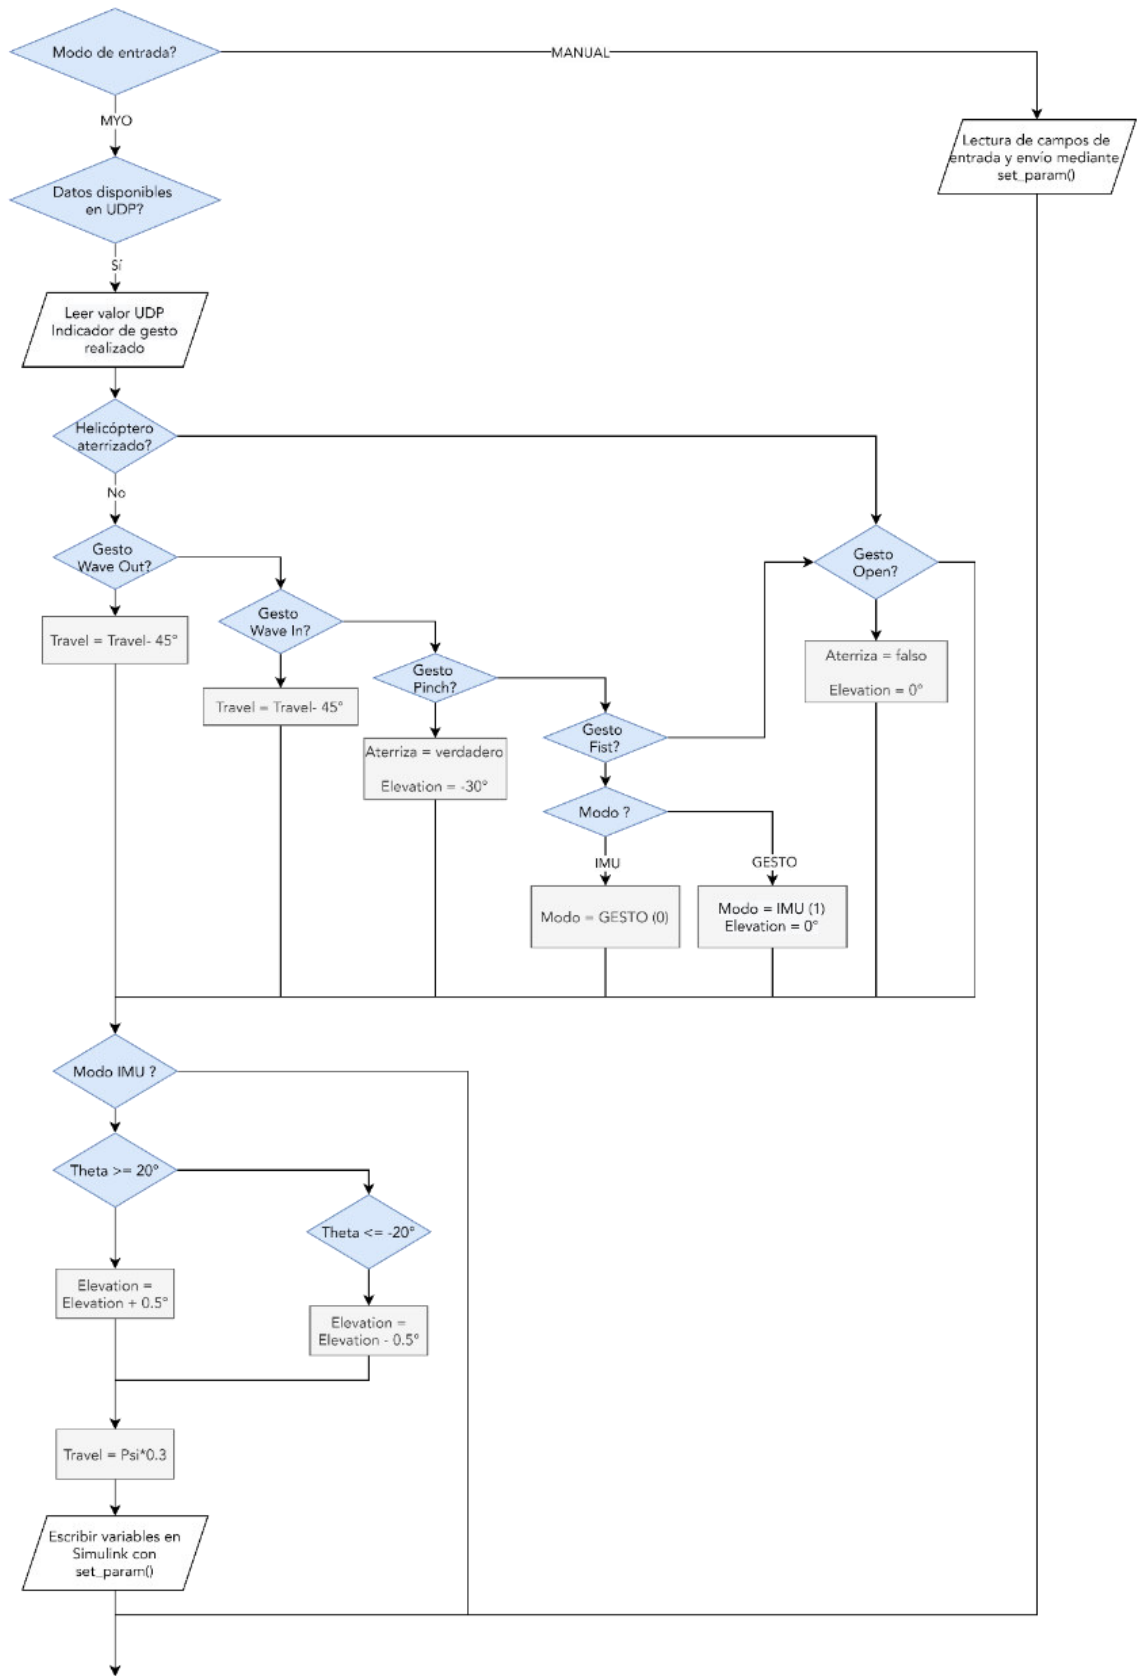 Modo de entrada?
MANUAL
MYO
Lectura de campos de
entrada y envío mediante
set_param()
Datos disponibles
en UDP?
Sí
Leer valor UDP
Indicador de gesto
realizado
Helicóptero
aterrizado?
No
Gesto
Wave Out?
Gesto
Open?
Travel = Travel- 45°
Gesto
Wave In?
Travel = Travel- 45°
Gesto
Pinch?
Aterriza = verdadero
Elevation = -30°
Gesto
Fist?
Aterriza = falso
Elevation = 0°
Modo ?
IMU
GESTO
Modo = GESTO (0)
Modo = IMU (1)
Elevation = 0°
Modo IMU ?
Theta >= 20°
Theta <= -20°
Elevation =
Elevation + 0.5°
Elevation =
Elevation - 0.5°
Travel = Psi*0.3
Escribir variables en
Simulink con
set_param()